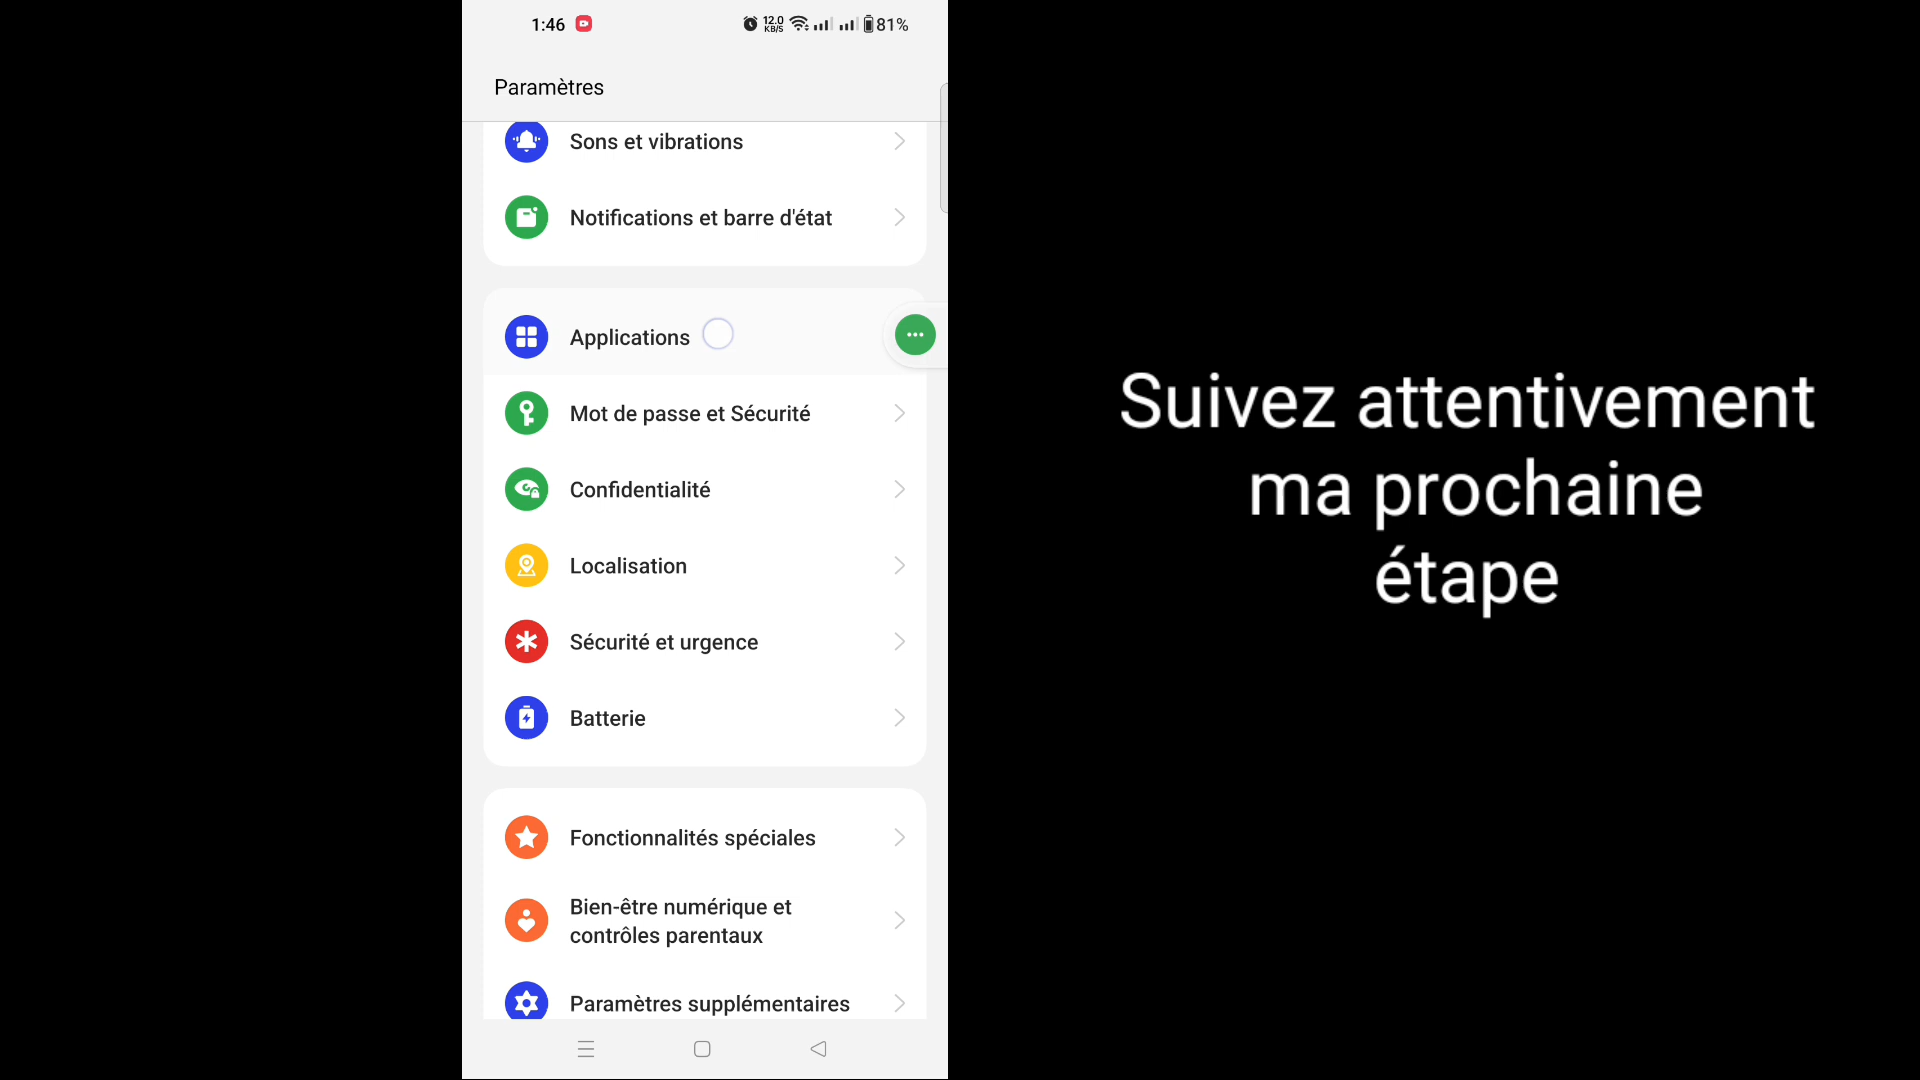 1:46
12.0
KB/S
81%
Paramètres
Sons et vibrations
Notifications et barre d'état
Applications
Mot de passe et Sécurité
Confidentialité
Localisation
Sécurité et urgence
Batterie
Fonctionnalités spéciales
Bien-être numérique et
contrôles parentaux
Paramètres supplémentaires
Suivez attentivement
ma prochaine
étape